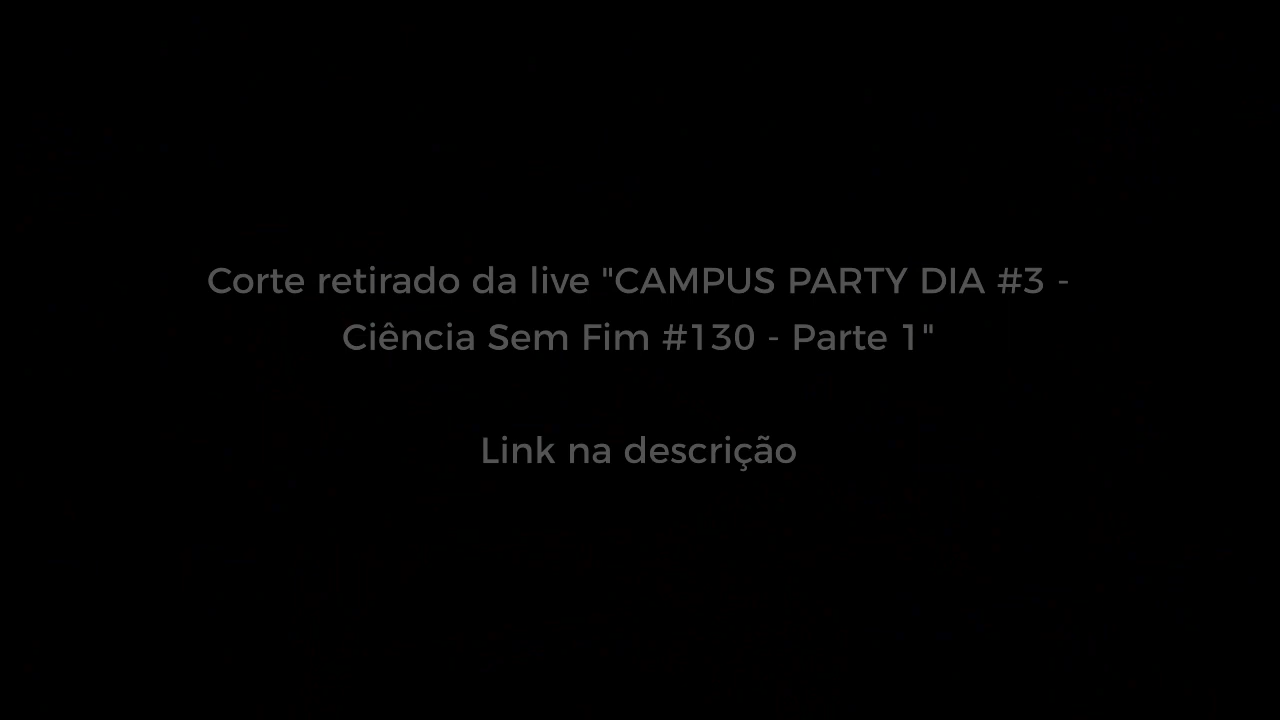 Corte retirado da live "CAMPUS PARTY DIA #3 -
Ciência Sem Fim #130 - Parte 1"
Link na descrição